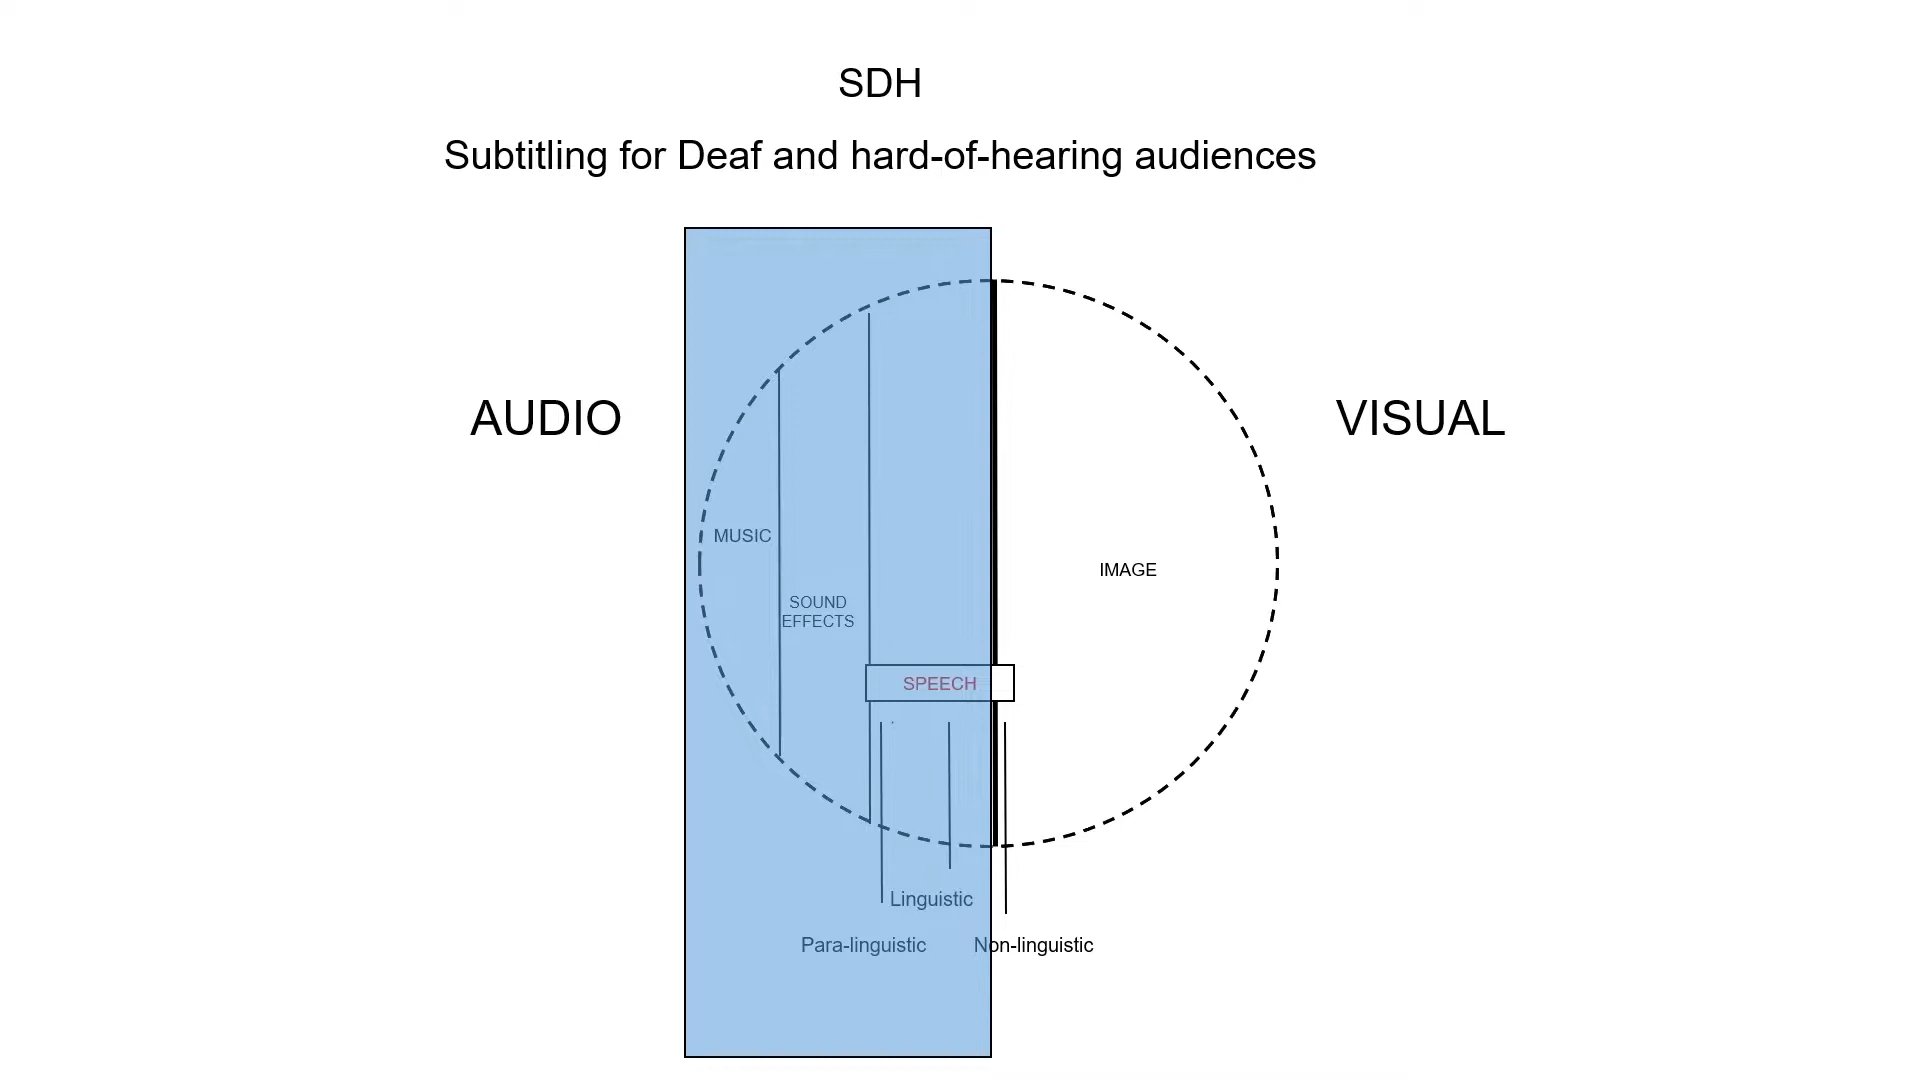 SDH
Subtitling for Deaf and hard-of-hearing audiences
AUDIO
VISUAL
MUSIC
SOUND
EFFECTS
IMAGE
SPEECH
Linguistic
Para-linguistic
Non-linguistic